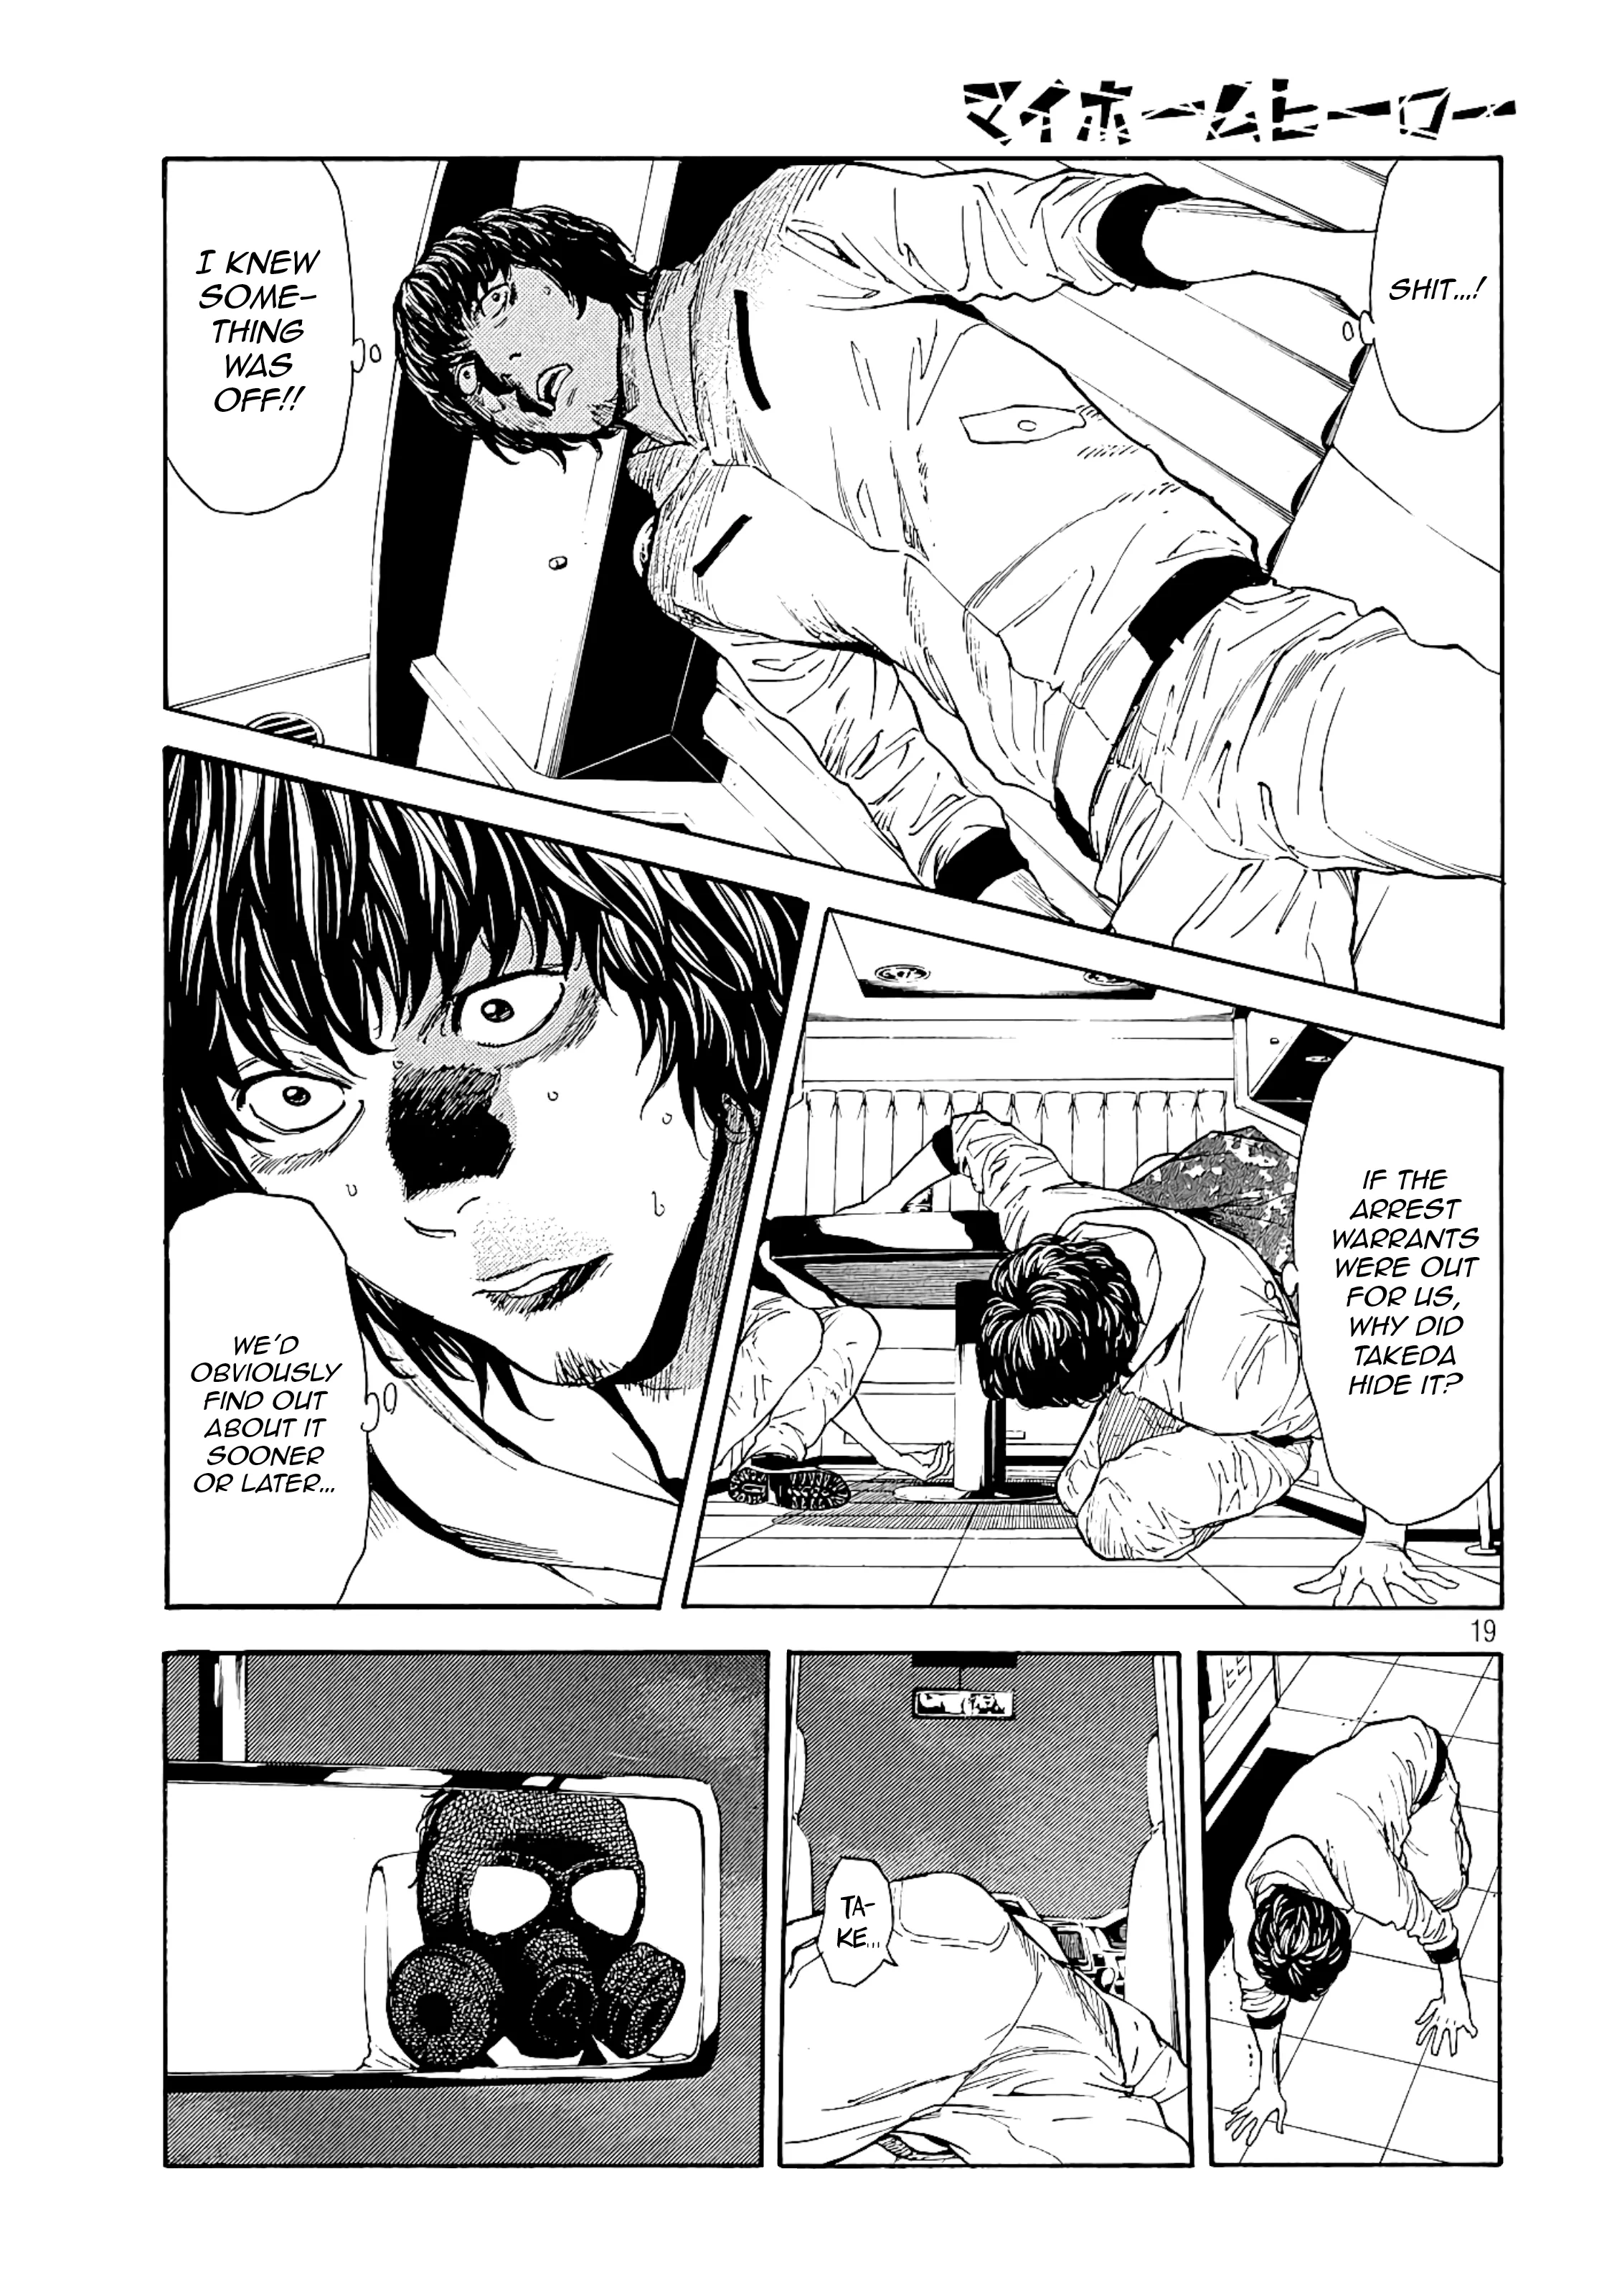 マイホームヒーロー
SHIT...!
I KNEW
SOME-
THING
WAS
OFF!!
IF THE
ARREST
WARRANTS
WERE OUT
FOR US,
WHY DID
TAKEDA
HIDE IT?
WE'D
OBVIOUSLY
FIND OUT
ABOUT IT
SOONER
OR LATER...
19
TA-
KE...